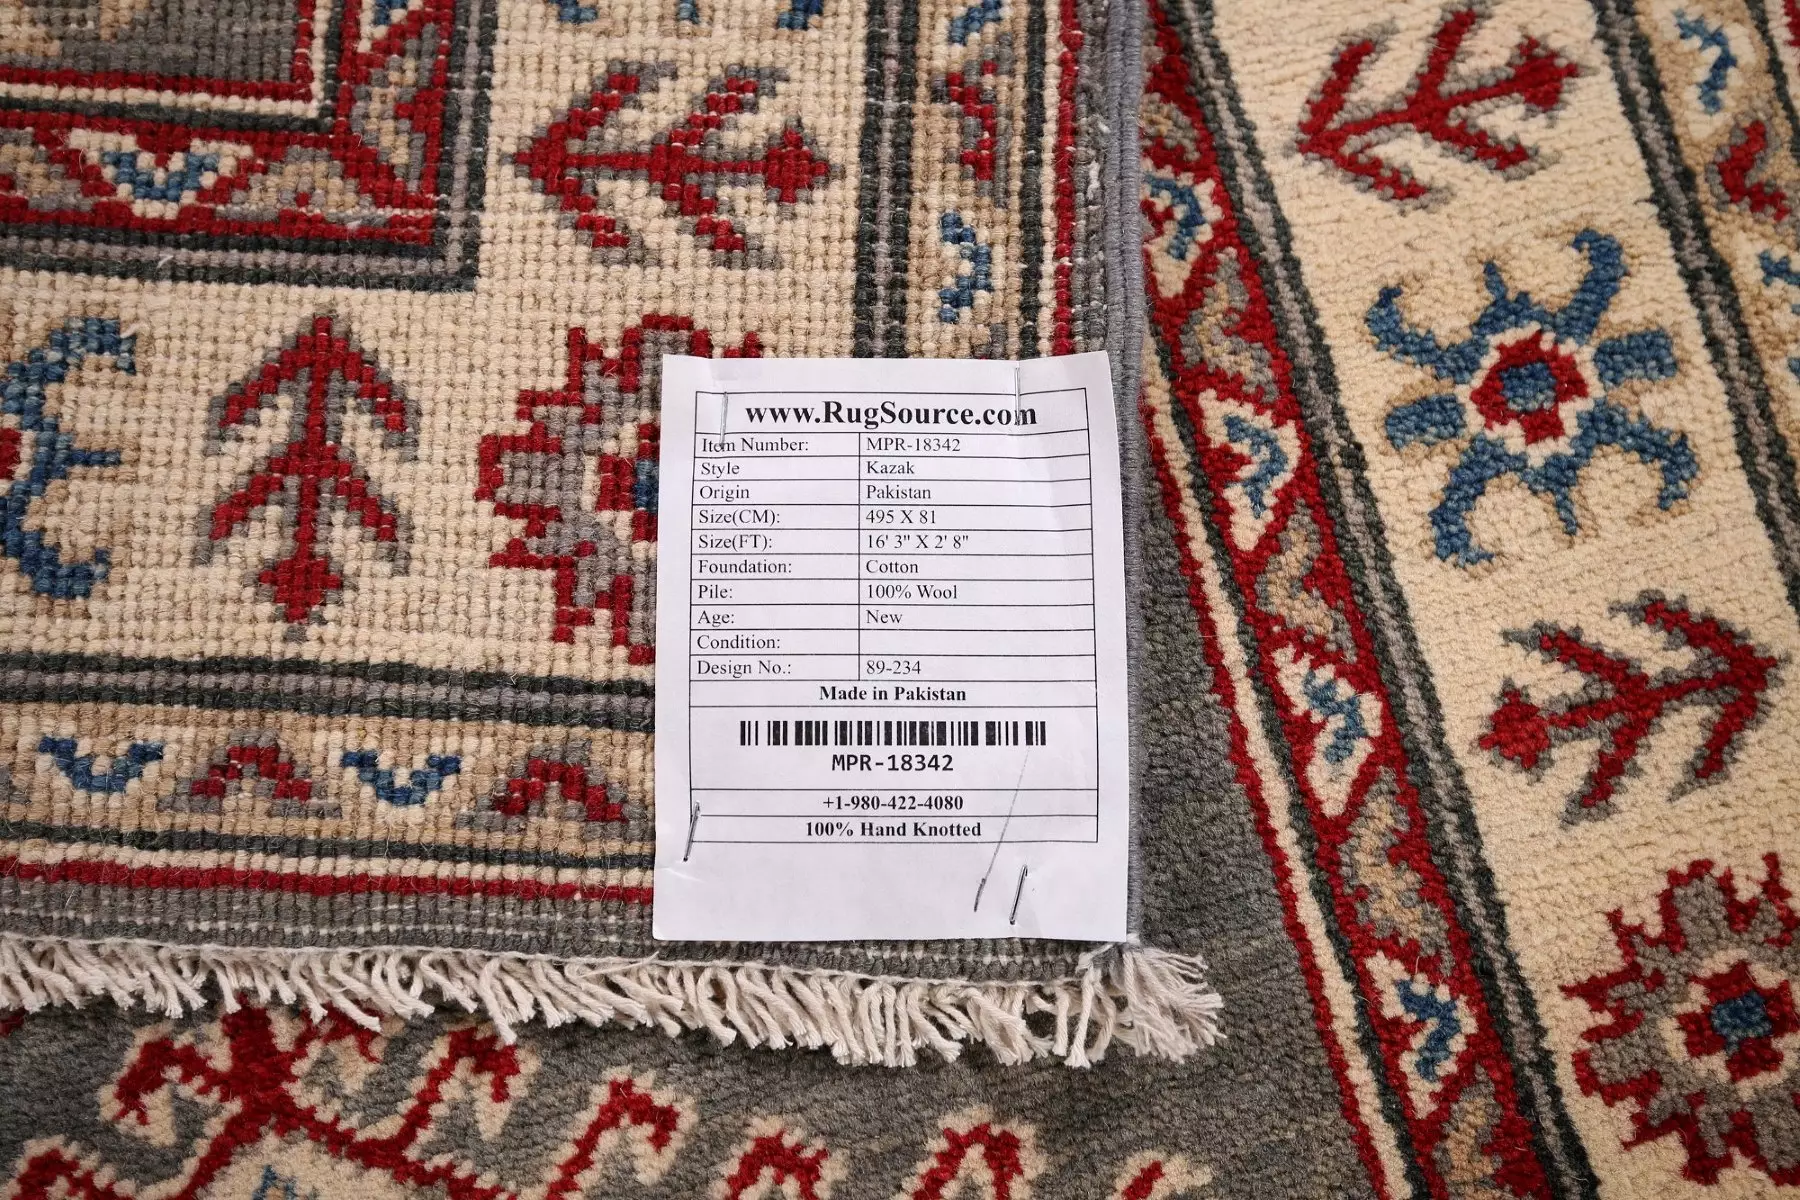 www.RugSource.com
Item Number: MPR-18342
Style Kazak
Origin Pakistan
Size(CM): 495 X 81
Size(FT): 16' 3" X 2' 8"
Foundation: Cotton
Pile: 100% Wool
Age: New
Condition:
Design No.: 89-234
Made in Pakistan
MPR-18342
+1-980-422-4080
100% Hand Knotted